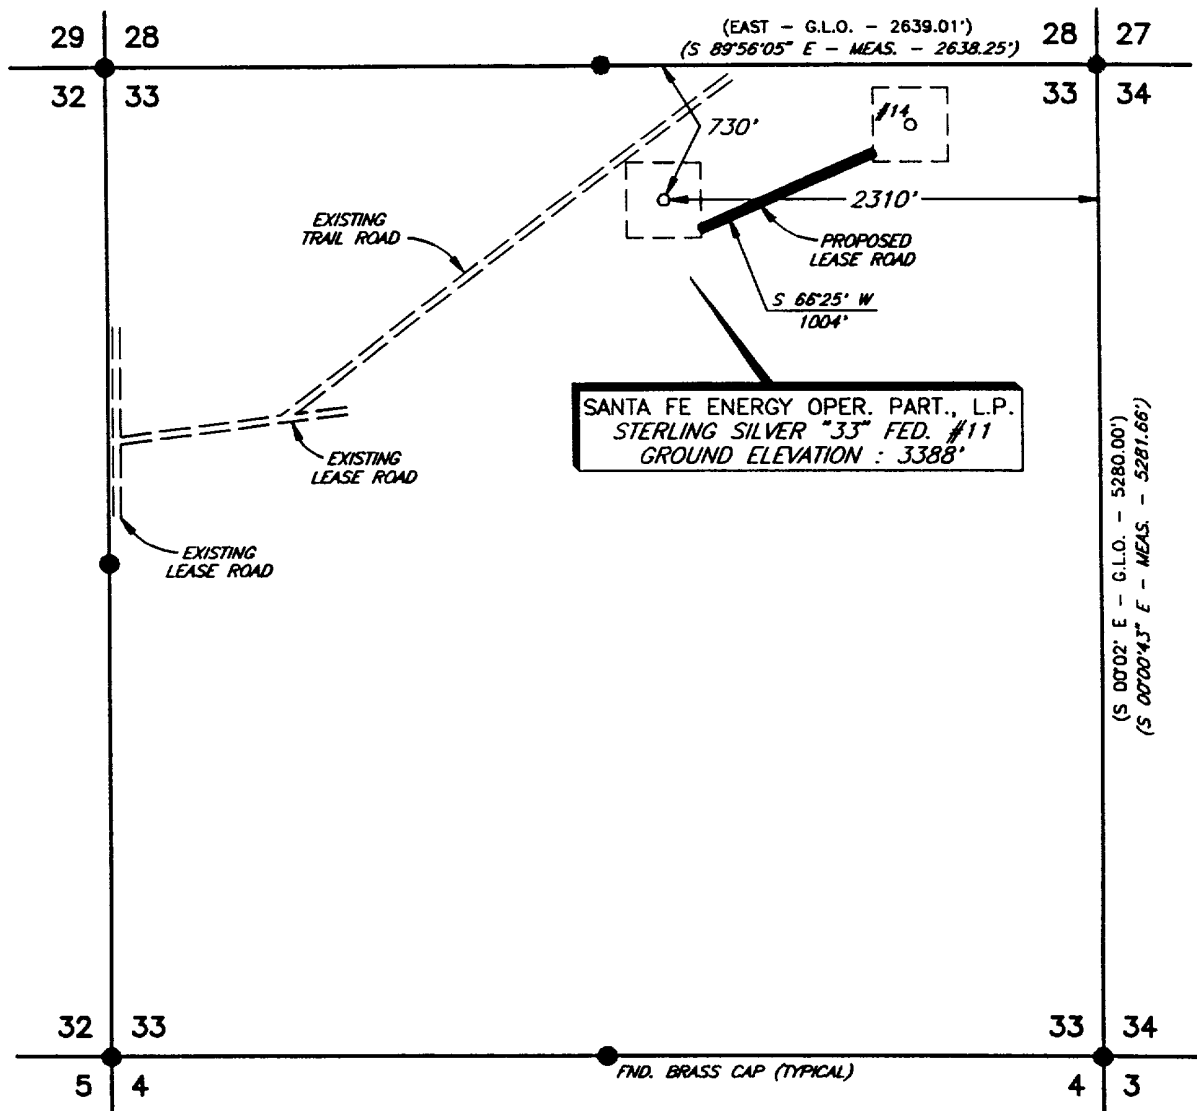 (EAST - G.L.O. - 2639.01')
(S 89°56'05" E - MEAS. - 2638.25')
29 28
28 27
32 33
33 34
#14
730'
2310'
EXISTING
TRAIL ROAD
PROPOSED
LEASE ROAD
S 66°25' W
1004'
SANTA FE ENERGY OPER. PART., L.P.
STERLING SILVER "33" FED. #11
GROUND ELEVATION : 3388'
EXISTING
LEASE ROAD
EXISTING
LEASE ROAD
(S 00°02' E - G.L.O. - 5280.00')
(S 00°00'43" E - MEAS. - 5281.66')
32 33
33 34
5 4
FND. BRASS CAP (TYPICAL)
4 3